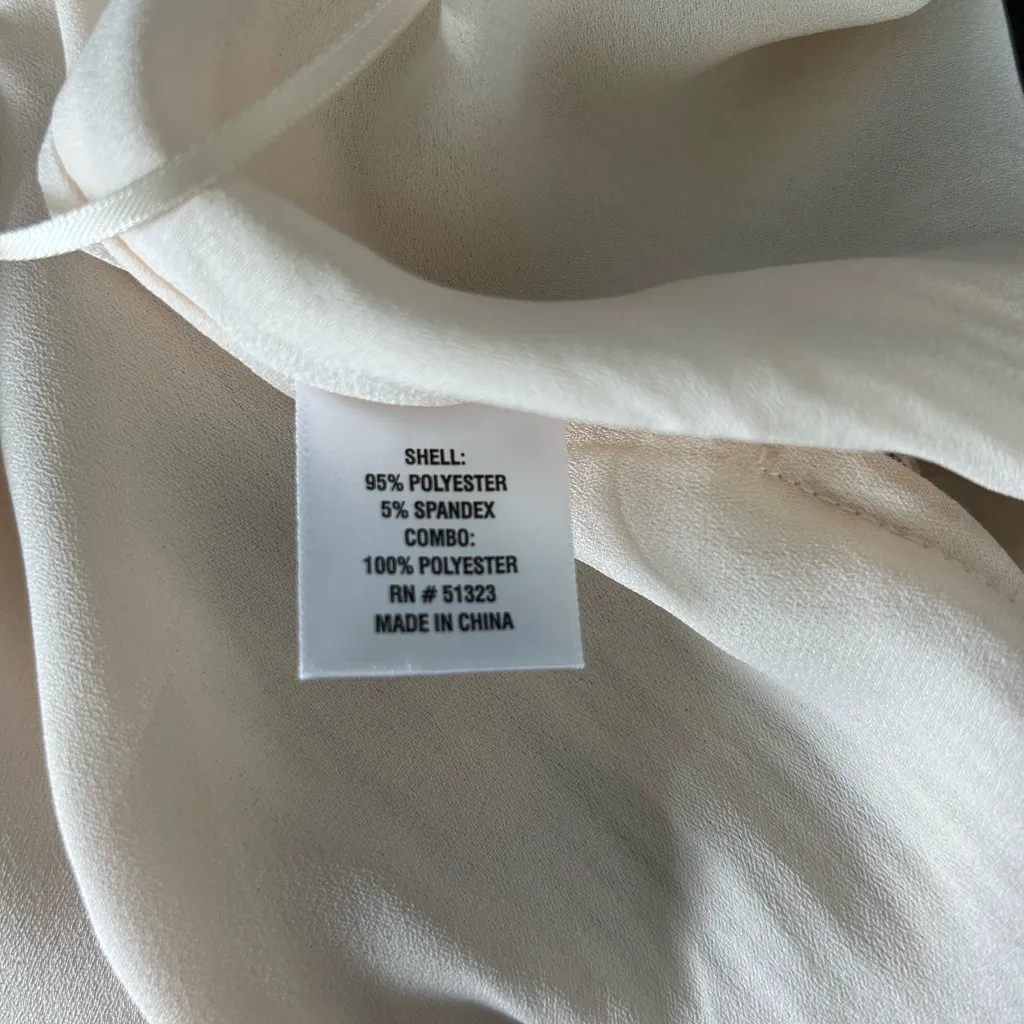 SHELL:
95% POLYESTER
5% SPANDEX
COMBO:
100% POLYESTER
RN # 51323
MADE IN CHINA